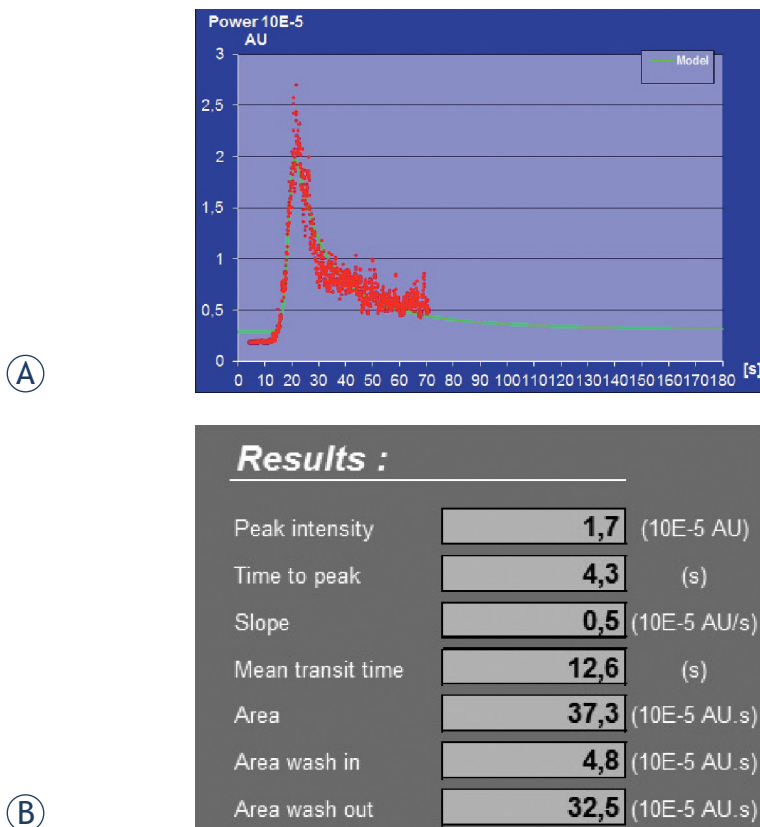 Power 10E-5
AU
3
Model
2,5
2
1,5
1
0,5
0
0 10 20 30 40 50 60 70 80 90 100110120130140150160170180 [s]
A
Results :
Peak intensity 1,7 (10E-5 AU)
Time to peak 4,3 (s)
Slope 0,5 (10E-5 AU/s)
Mean transit time 12,6 (s)
Area 37,3 (10E-5 AU.s)
Area wash in 4,8 (10E-5 AU.s)
Area wash out 32,5 (10E-5 AU.s)
B